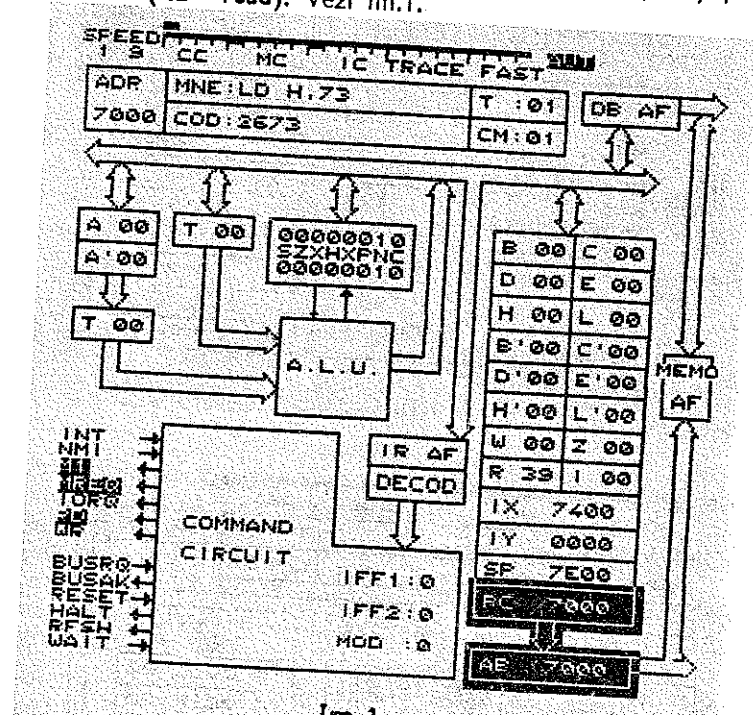 Vezi
SPEED CC MC IC TRACE FAST
1 2
ADR MNE:LD H,73 T :01 DB AF
7000 COD:2673 CM:01
A 00 T 00 00000010 B 00 C 00
A'00 SZXHXPNC D 00 E 00
00000010 H 00 L 00
T 00 A.L.U. B'00 C'00 MEMO
D'00 E'00 AF
H'00 L'00
INT IR AF W 00 Z 00
NMI DECOD R 39 I 00
COMMAND IX 7400
CIRCUIT IY 0000
BUSRQ IFF1:0 SP 7E00
BUSAK IFF2:0 PC 7000
RESET MOD :0 AB 7000
HALT
RFSH
WAIT